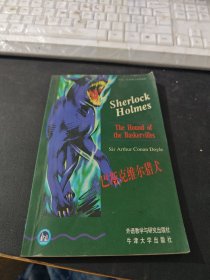 Sherlock
Holmes
The Hound of
the Baskervilles
Sir Arthur Conan Doyle
巴斯克维尔猎犬
外语教学与研究出版社
牛津大学出版社